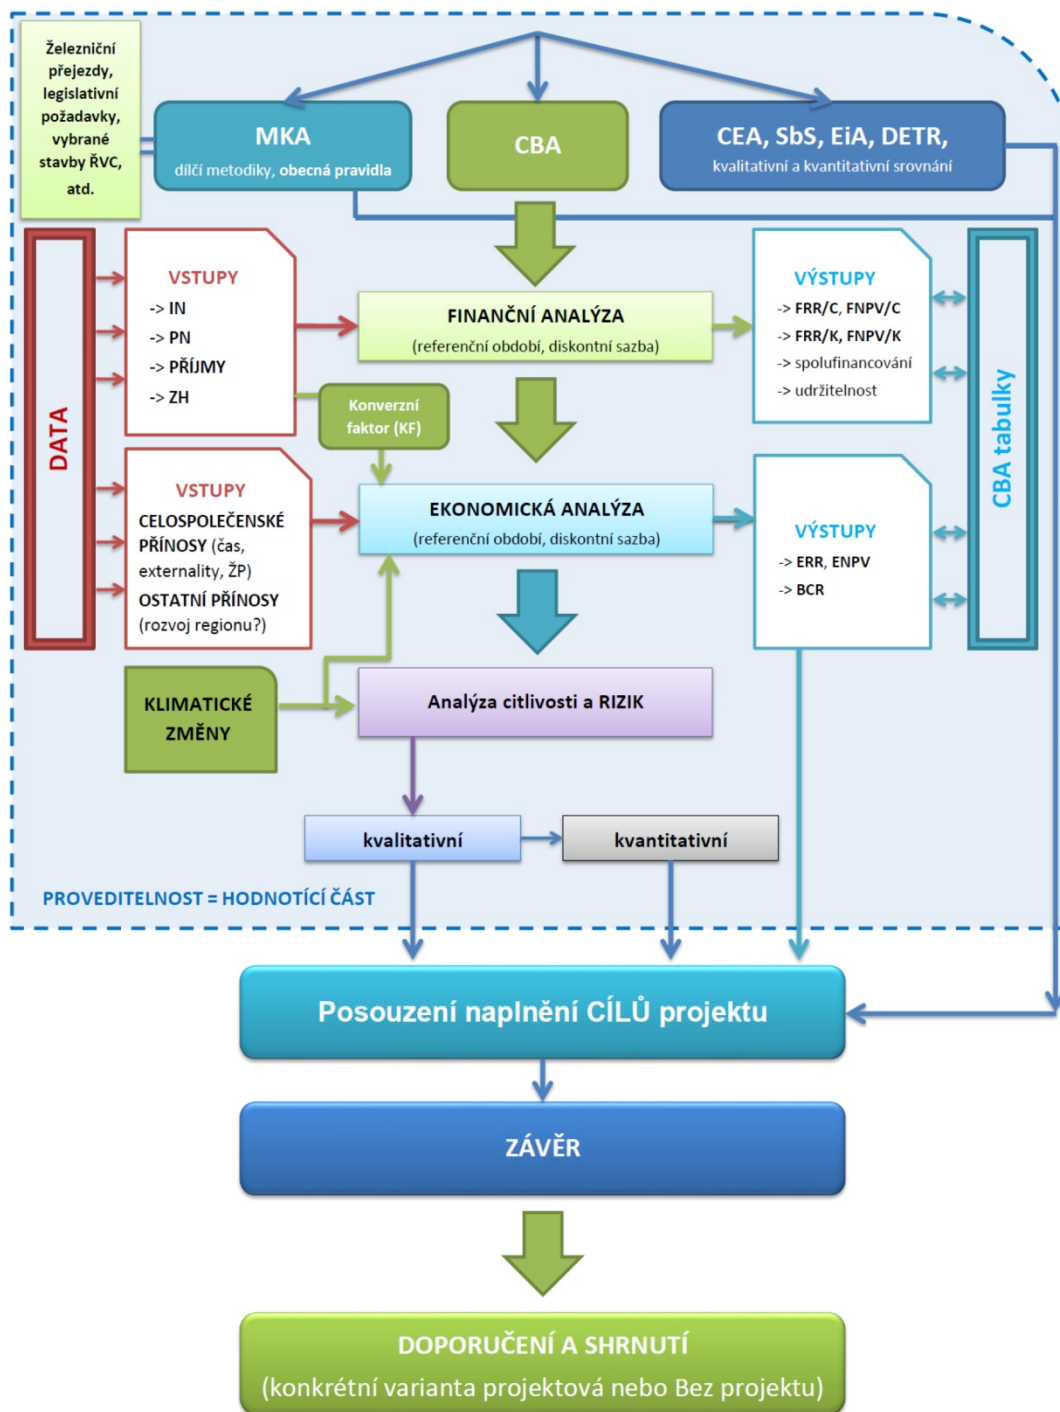 Železniční
přejezdy,
legislativní
požadavky,
vybrané
stavby ŘVC,
atd.
MKA
dílčí metodiky, obecná pravidla
CBA
CEA, SbS, EiA, DETR,
kvalitativní a kvantitativní srovnání
DATA
VSTUPY
-> IN
-> PN
-> PŘÍJMY
-> ZH
FINANČNÍ ANALÝZA
(referenční období, diskontní sazba)
VÝSTUPY
-> FRR/C, FNPV/C
-> FRR/K, FNPV/K
-> spolufinancování
-> udržitelnost
CBA tabulky
Konverzní
faktor (KF)
VSTUPY
CELOSPOLEČENSKÉ
PŘÍNOSY (čas,
externality, ŽP)
OSTATNÍ PŘÍNOSY
(rozvoj regionu?)
EKONOMICKÁ ANALÝZA
(referenční období, diskontní sazba)
VÝSTUPY
-> ERR, ENPV
-> BCR
KLIMATICKÉ
ZMĚNY
Analýza citlivosti a RIZIK
kvalitativní
kvantitativní
PROVEDITELNOST = HODNOTÍCÍ ČÁST
Posouzení naplnění CÍLŮ projektu
ZÁVĚR
DOPORUČENÍ A SHRNUTÍ
(konkrétní varianta projektová nebo Bez projektu)